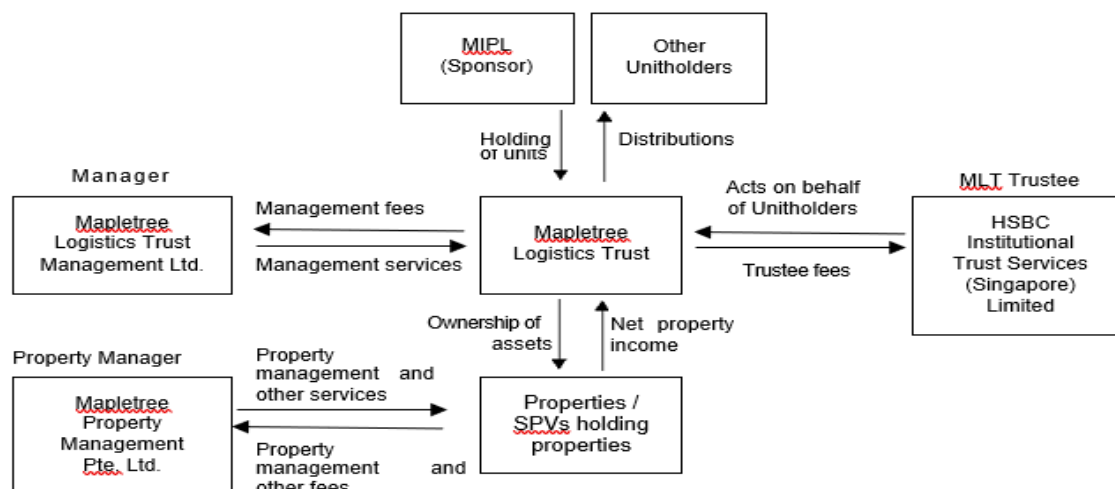 MIPL
(Sponsor)
Other
Unitholders
Holding
of units
Distributions
Manager
Mapletree
Logistics Trust
Management Ltd.
Management fees
Management services
Mapletree
Logistics Trust
Acts on behalf
of Unitholders
Trustee fees
MLT Trustee
HSBC
Institutional
Trust Services
(Singapore)
Limited
Ownership of
assets
Net property
income
Property Manager
Mapletree
Property
Management
Pte, Ltd.
Property
management and
other services
Property
management and
other fees
Properties /
SPVs holding
properties